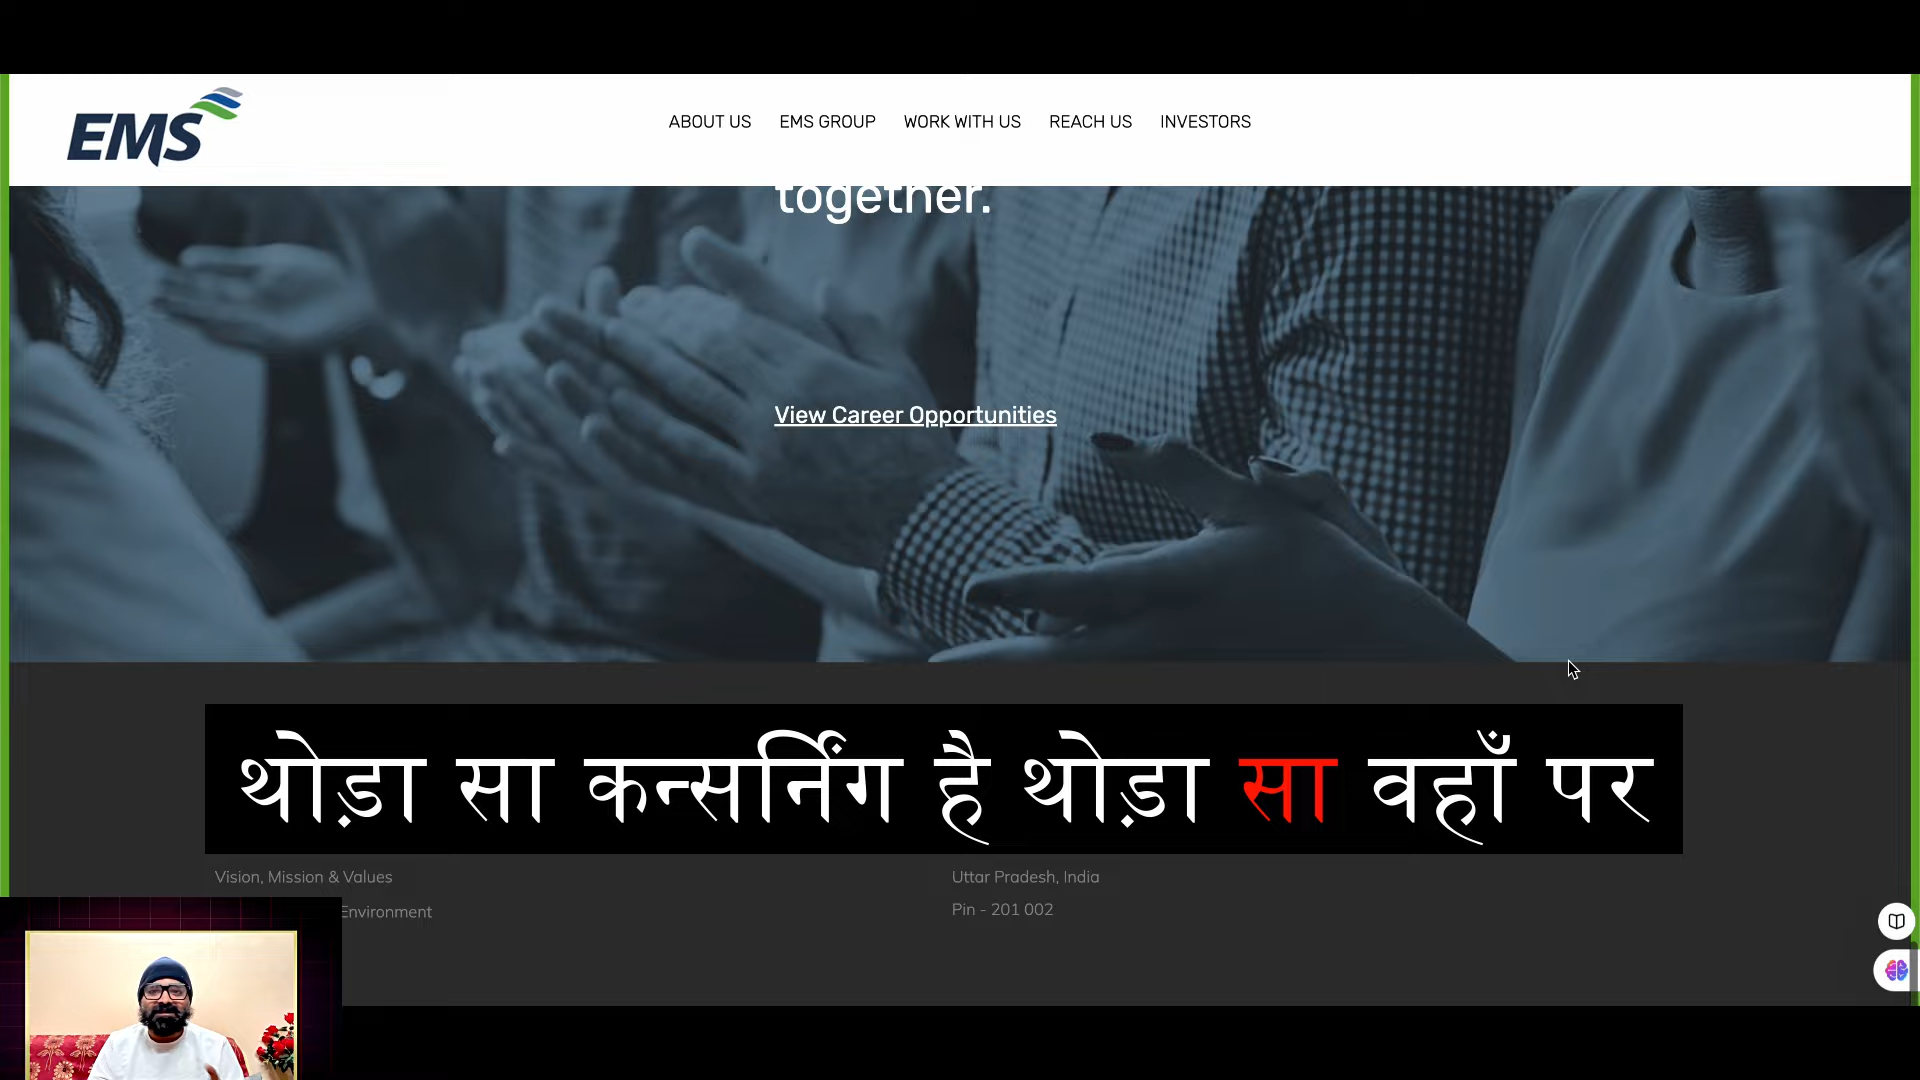 EMS
ABOUT US EMS GROUP WORK WITH US REACH US INVESTORS
together.
View Career Opportunities
थोड़ा सा कन्सर्निंग है थोड़ा सा वहाँ पर
Vision, Mission & Values
Environment
Uttar Pradesh, India
Pin - 201 002